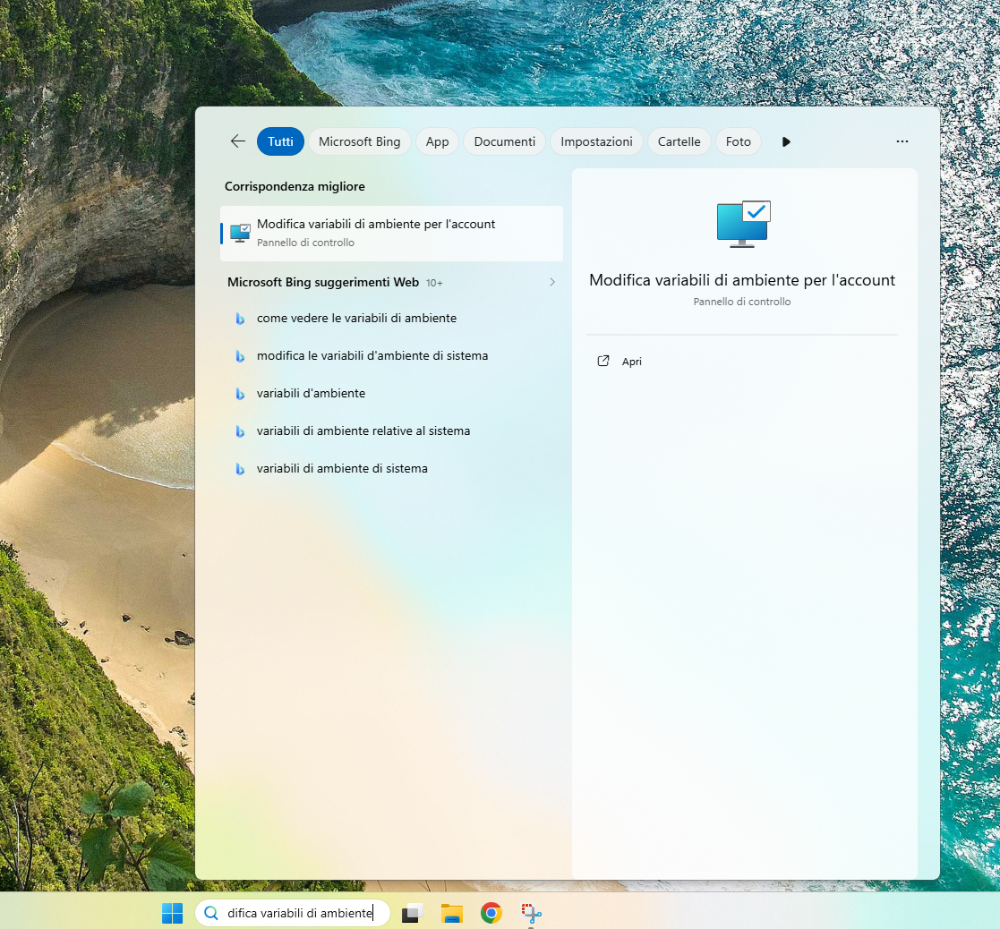 Tutti Microsoft Bing App Documenti Impostazioni Cartelle Foto
Corrispondenza migliore
Modifica variabili di ambiente per l'account
Pannello di controllo
Microsoft Bing suggerimenti Web 10+
come vedere le variabili di ambiente
modifica le variabili d'ambiente di sistema
variabili d'ambiente
variabili di ambiente relative al sistema
variabili di ambiente di sistema
Modifica variabili di ambiente per l'account
Pannello di controllo
Apri
difica variabili di ambiente